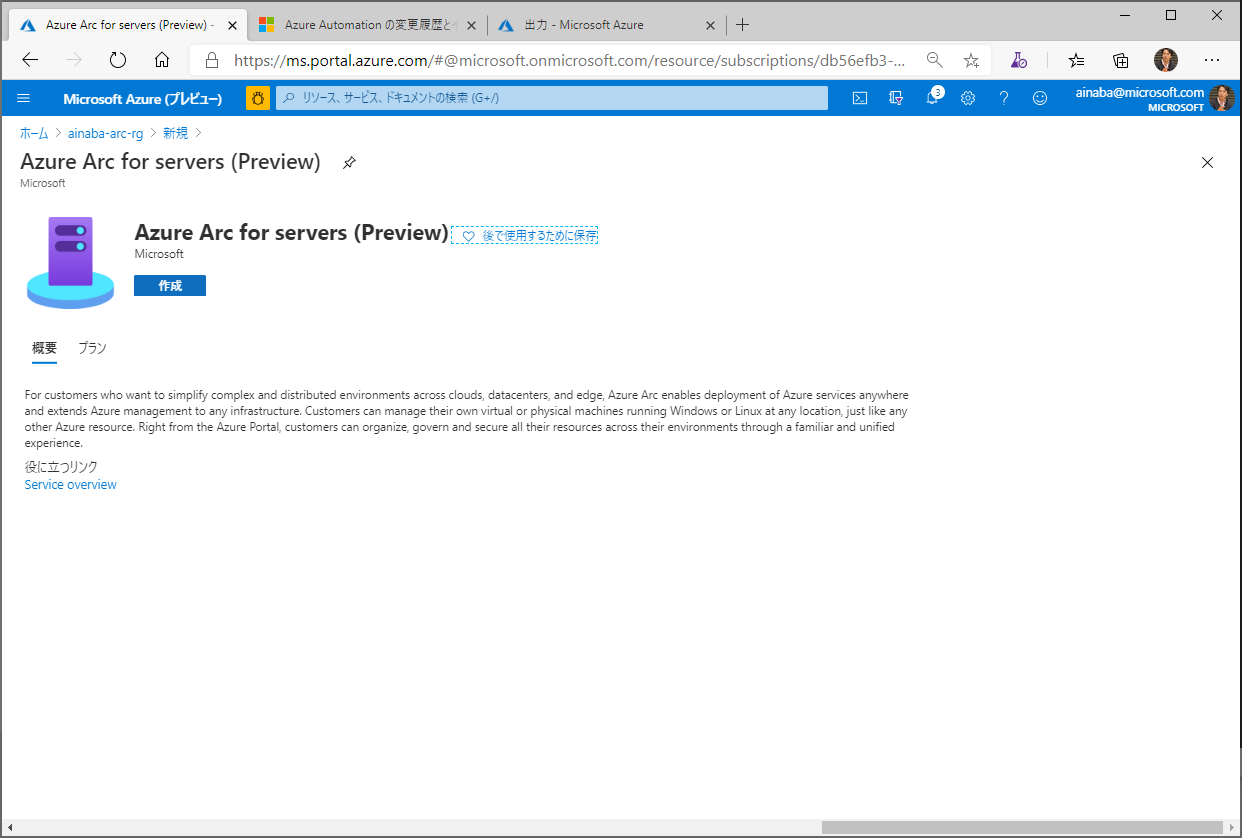 Azure Arc for servers (Preview) -
Azure Automation の変更履歴と
出力 - Microsoft Azure
https://ms.portal.azure.com/#@microsoft.onmicrosoft.com/resource/subscriptions/db56efb3-...
Microsoft Azure (プレビュー)
リソース、サービス、ドキュメントの検索 (G+/)
3
ainaba@microsoft.com
MICROSOFT
ホーム > ainaba-arc-rg > 新規 >
Azure Arc for servers (Preview)
Microsoft
Azure Arc for servers (Preview)
後で使用するために保存
Microsoft
作成
概要 プラン
For customers who want to simplify complex and distributed environments across clouds, datacenters, and edge, Azure Arc enables deployment of Azure services anywhere
and extends Azure management to any infrastructure. Customers can manage their own virtual or physical machines running Windows or Linux at any location, just like any
other Azure resource. Right from the Azure Portal, customers can organize, govern and secure all their resources across their environments through a familiar and unified
experience.
役に立つリンク
Service overview